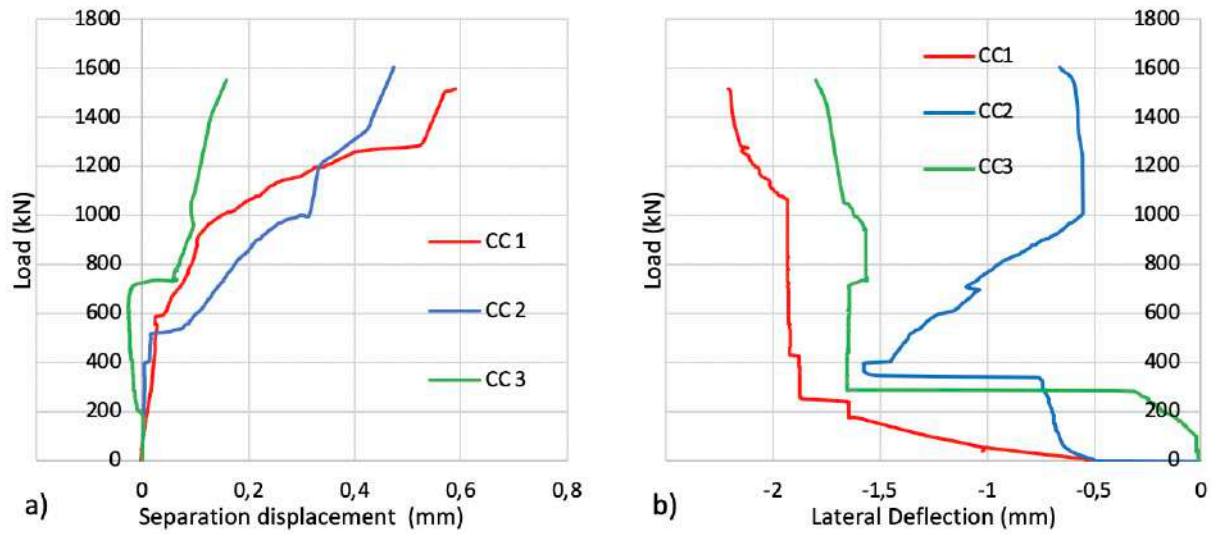 1800
1600
1400
1200
1000
800
600
400
200
0
Load (kN)
CC 1
CC 2
CC 3
0
0,2
0,4
0,6
0,8
a)
Separation displacement (mm)
1800
1600
1400
1200
1000
800
600
400
200
0
Load (kN)
CC1
CC2
CC3
-2
-1,5
-1
-0,5
0
b)
Lateral Deflection (mm)